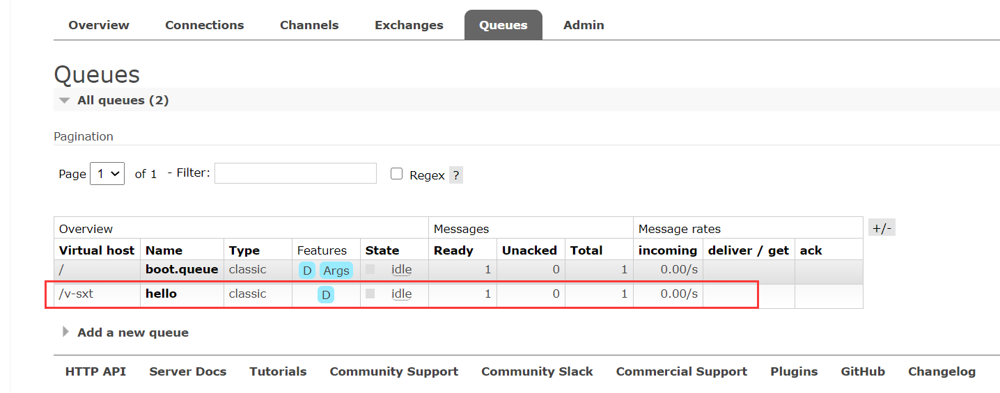 Overview Connections Channels Exchanges Queues Admin
Queues
All queues (2)
Pagination
Page 1 of 1 - Filter: Regex ?
Overview Messages Message rates +/-
Virtual host Name Type Features State Ready Unacked Total incoming deliver / get ack
/ boot.queue classic D Args idle 1 0 1 0.00/s
/v-sxt hello classic D idle 1 0 1 0.00/s
Add a new queue
HTTP API Server Docs Tutorials Community Support Community Slack Commercial Support Plugins GitHub Changelog